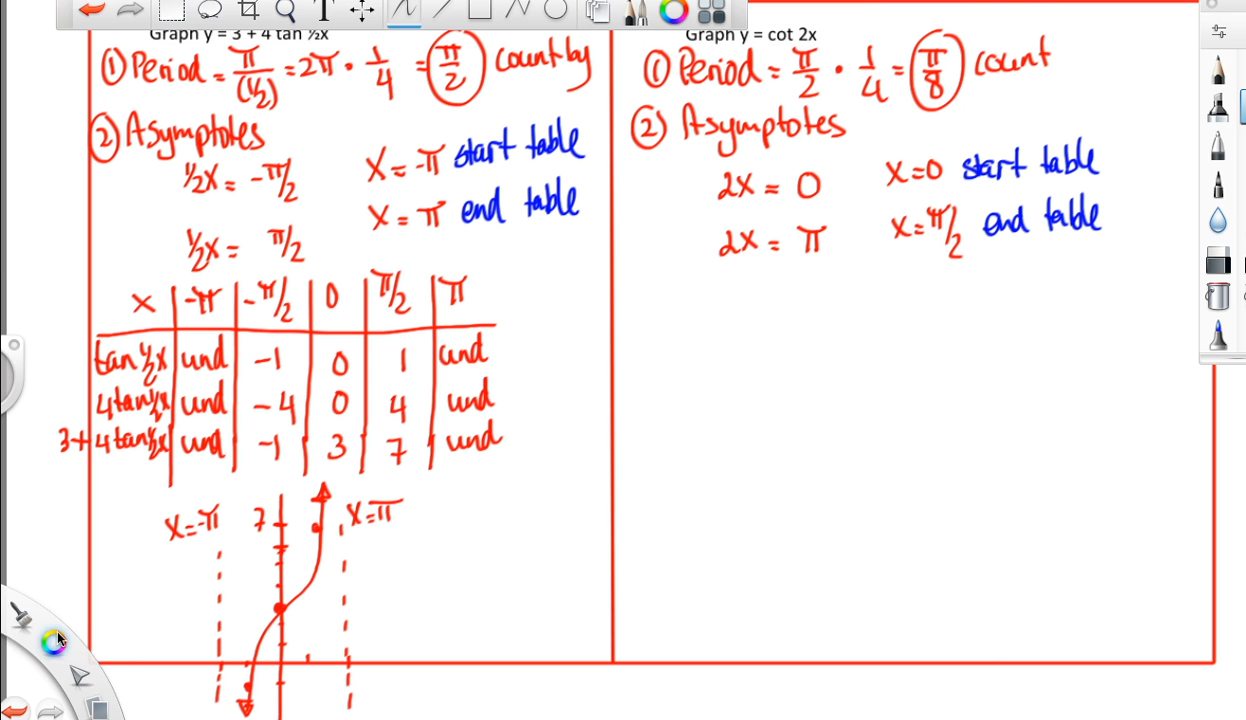 Graph y = 3 + 4 tan ½x
① Period = π/(1/2) = 2π · 1/4 = π/2 count by
② Asymptotes
½x = -π/2 x = -π start table
½x = π/2 x = π end table
x -π -π/2 0 π/2 π
tan ½x und -1 0 1 und
4tan ½x und -4 0 4 und
3+4tan ½x und -1 3 7 und
x=-π 7 x=π
Graph y = cot 2x
① Period = π/2 · 1/4 = π/8 count
② Asymptotes
2x = 0 x=0 start table
2x = π x=π/2 end table
T